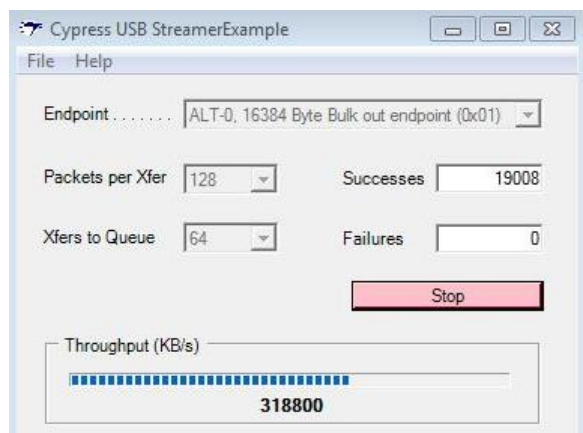 Cypress USB StreamerExample
File Help
Endpoint . . . . . . . ALT-0, 16384 Byte Bulk out endpoint (0x01)
Packets per Xfer 128 Successes 19008
Xfers to Queue 64 Failures 0
Stop
Throughput (KB/s)
318800